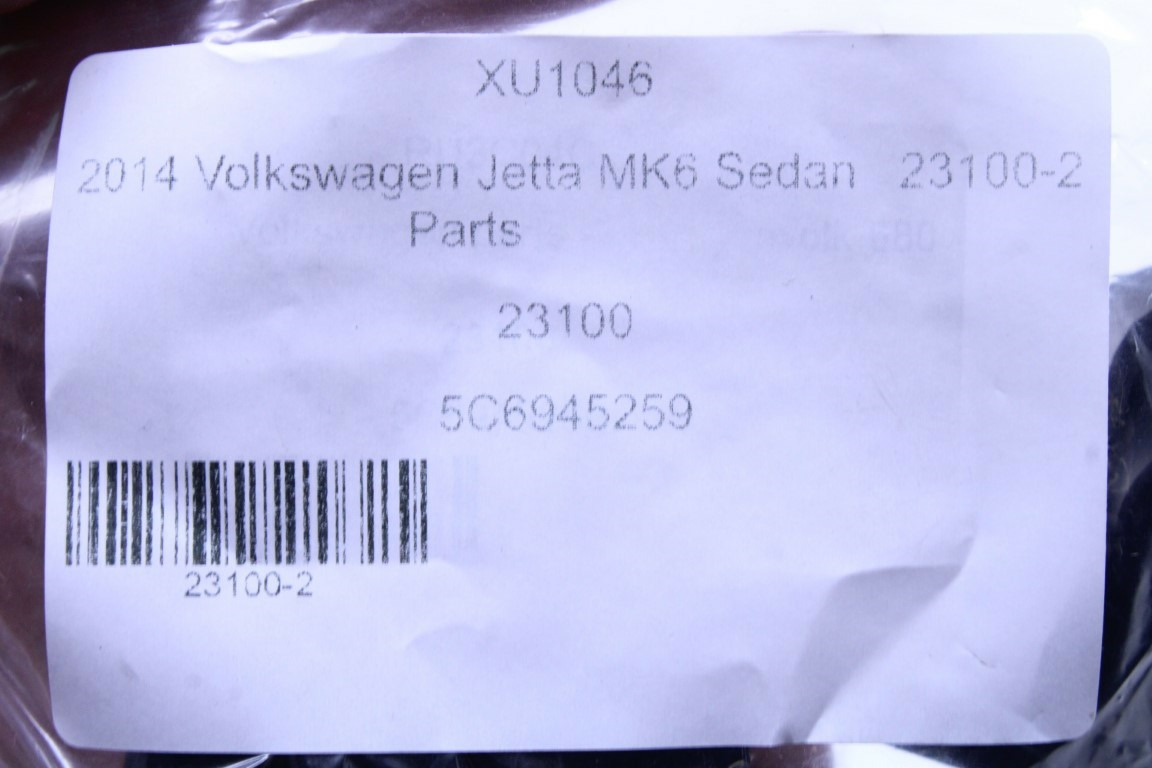 XU1046
2014 Volkswagen Jetta MK6 Sedan 23100-2
Parts
23100
5C6945259
23100-2